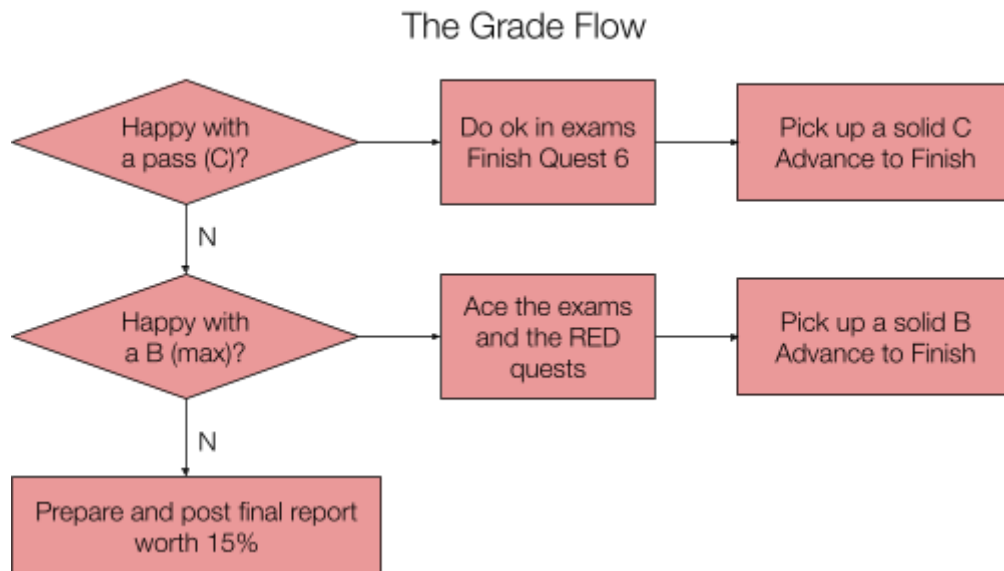 The Grade Flow
Happy with
a pass (C)?
Do ok in exams
Finish Quest 6
Pick up a solid C
Advance to Finish
N
Happy with
a B (max)?
Ace the exams
and the RED
quests
Pick up a solid B
Advance to Finish
N
Prepare and post final report
worth 15%